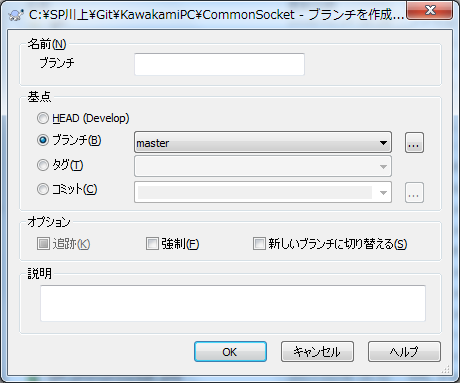 C:¥SP川上¥Git¥KawakamiPC¥CommonSocket - ブランチを作成...
名前(N)
ブランチ
基点
HEAD (Develop)
ブランチ(B) master ...
タグ(T)
コミット(C) ...
オプション
追跡(K) 強制(F) 新しいブランチに切り替える(S)
説明
OK キャンセル ヘルプ